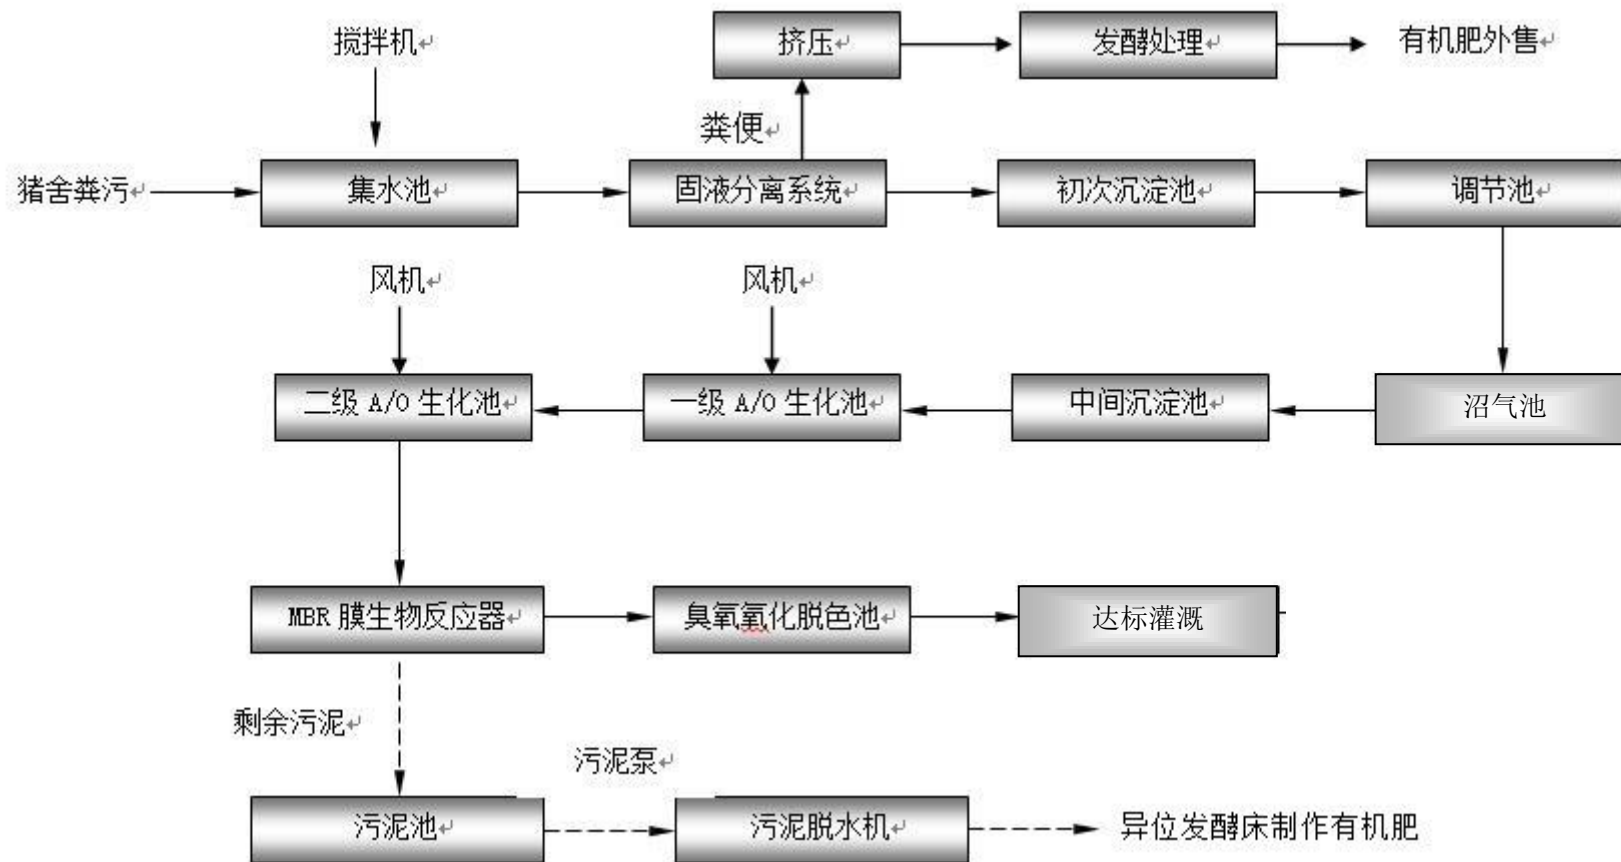 搅拌机
挤压
发酵处理
有机肥外售
粪便
猪舍粪污
集水池
固液分离系统
初次沉淀池
调节池
风机
风机
二级 A/O 生化池
一级 A/O 生化池
中间沉淀池
沼气池
MBR 膜生物反应器
臭氧氧化脱色池
达标灌溉
剩余污泥
污泥泵
污泥池
污泥脱水机
异位发酵床制作有机肥